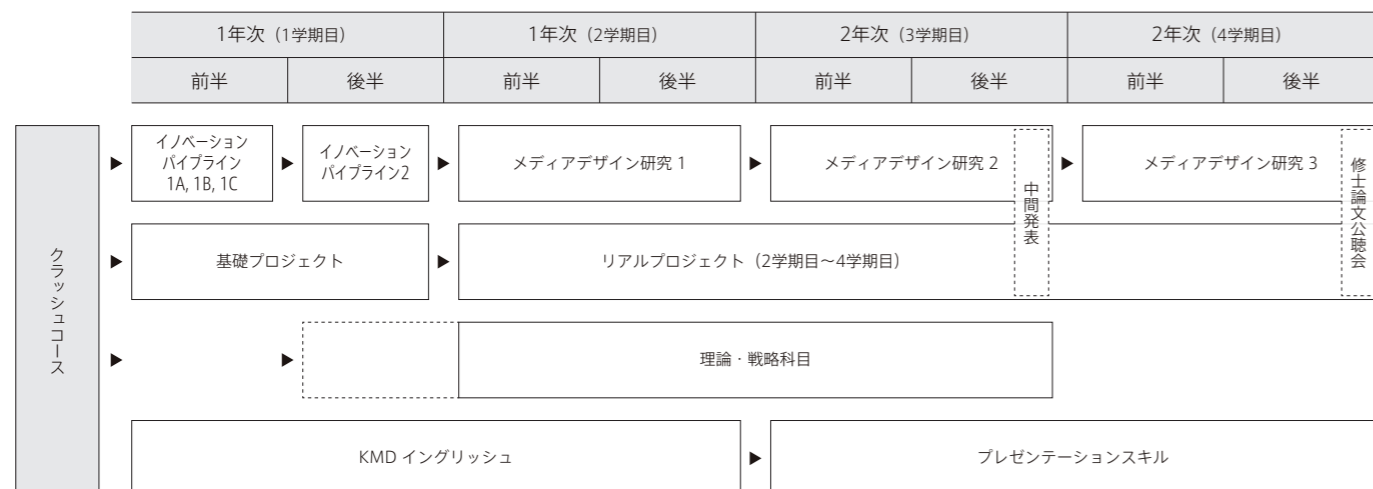 1年次（1学期目）
1年次（2学期目）
2年次（3学期目）
2年次（4学期目）
前半
後半
前半
後半
前半
後半
前半
後半
クラッシュコース
イノベーション
パイプライン
1A, 1B, 1C
イノベーション
パイプライン2
メディアデザイン研究 1
メディアデザイン研究 2
中間発表
メディアデザイン研究 3
修士論文公聴会
基礎プロジェクト
リアルプロジェクト（2学期目〜4学期目）
理論・戦略科目
KMD イングリッシュ
プレゼンテーションスキル